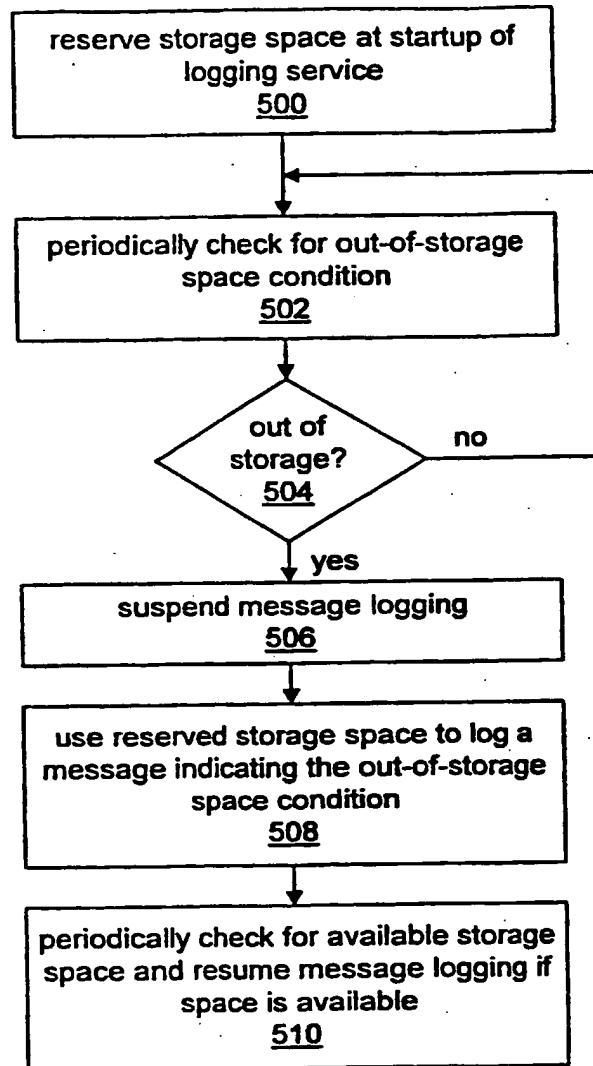 reserve storage space at startup of
logging service
500
periodically check for out-of-storage
space condition
502
out of
storage?
504
no
yes
suspend message logging
506
use reserved storage space to log a
message indicating the out-of-storage
space condition
508
periodically check for available storage
space and resume message logging if
space is available
510